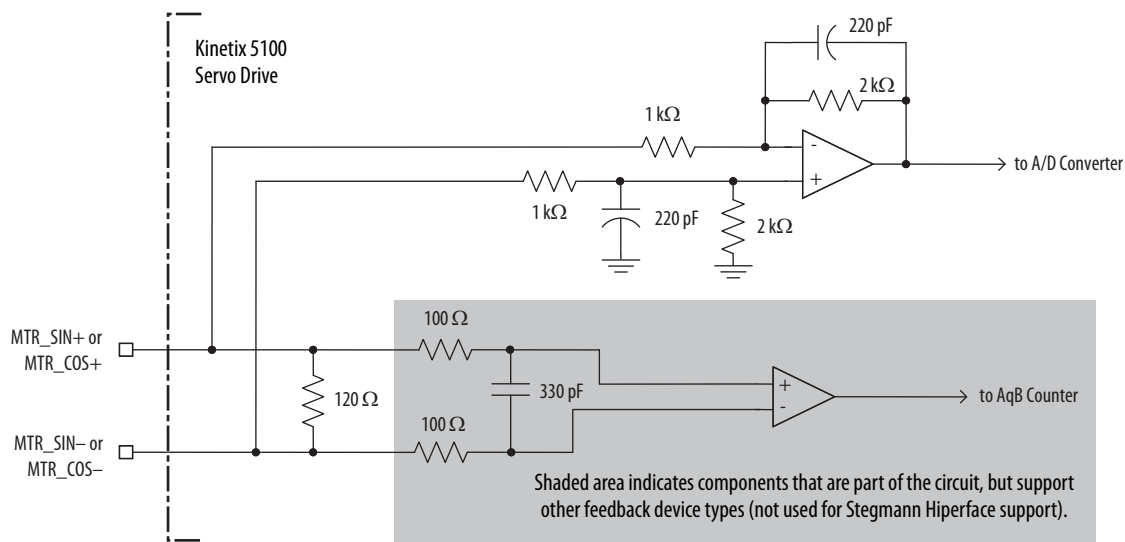 Kinetix 5100
Servo Drive
220 pF
2 kΩ
1 kΩ
-
+
to A/D Converter
1 kΩ
220 pF
2 kΩ
MTR_SIN+ or
MTR_COS+
100 Ω
120 Ω
330 pF
+
-
to AqB Counter
100 Ω
MTR_SIN– or
MTR_COS–
Shaded area indicates components that are part of the circuit, but support
other feedback device types (not used for Stegmann Hiperface support).